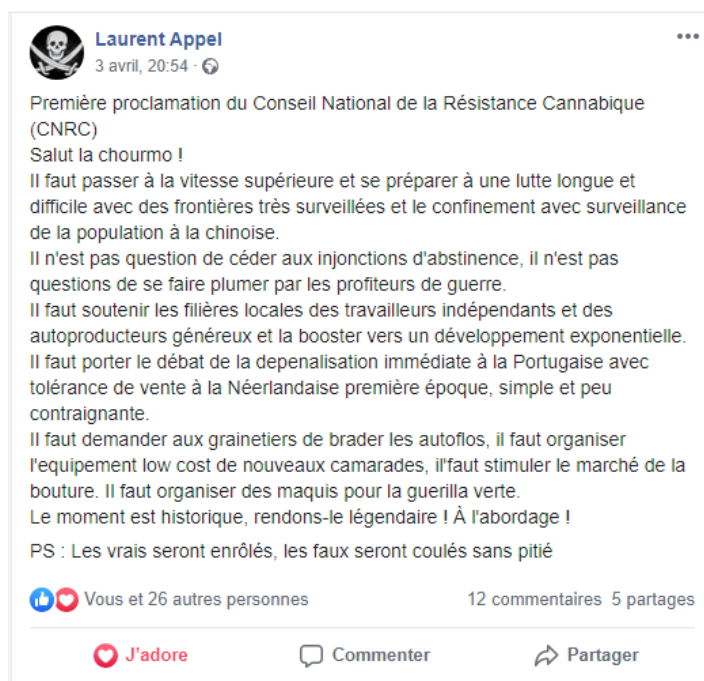 Laurent Appel
3 avril, 20:54 ·
Première proclamation du Conseil National de la Résistance Cannabique
(CNRC)
Salut la chourmo !
Il faut passer à la vitesse supérieure et se préparer à une lutte longue et
difficile avec des frontières très surveillées et le confinement avec surveillance
de la population à la chinoise.
Il n'est pas question de céder aux injonctions d'abstinence, il n'est pas
questions de se faire plumer par les profiteurs de guerre.
Il faut soutenir les filières locales des travailleurs indépendants et des
autoproducteurs généreux et la booster vers un développement exponentielle.
Il faut porter le débat de la depenalisation immédiate à la Portugaise avec
tolérance de vente à la Néerlandaise première époque, simple et peu
contraignante.
Il faut demander aux grainetiers de brader les autoflos, il faut organiser
l'equipement low cost de nouveaux camarades, il'faut stimuler le marché de la
bouture. Il faut organiser des maquis pour la guerilla verte.
Le moment est historique, rendons-le légendaire ! À l'abordage !
PS : Les vrais seront enrôlés, les faux seront coulés sans pitié
Vous et 26 autres personnes 12 commentaires 5 partages
J'adore Commenter Partager